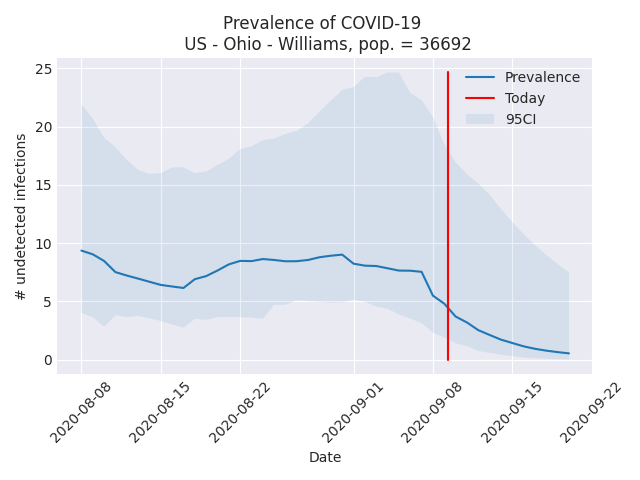 Prevalence of COVID-19
US - Ohio - Williams, pop. = 36692
# undetected infections
25
20
15
10
5
0
Prevalence
Today
95CI
2020-08-08
2020-08-15
2020-08-22
2020-09-01
2020-09-08
2020-09-15
2020-09-22
Date